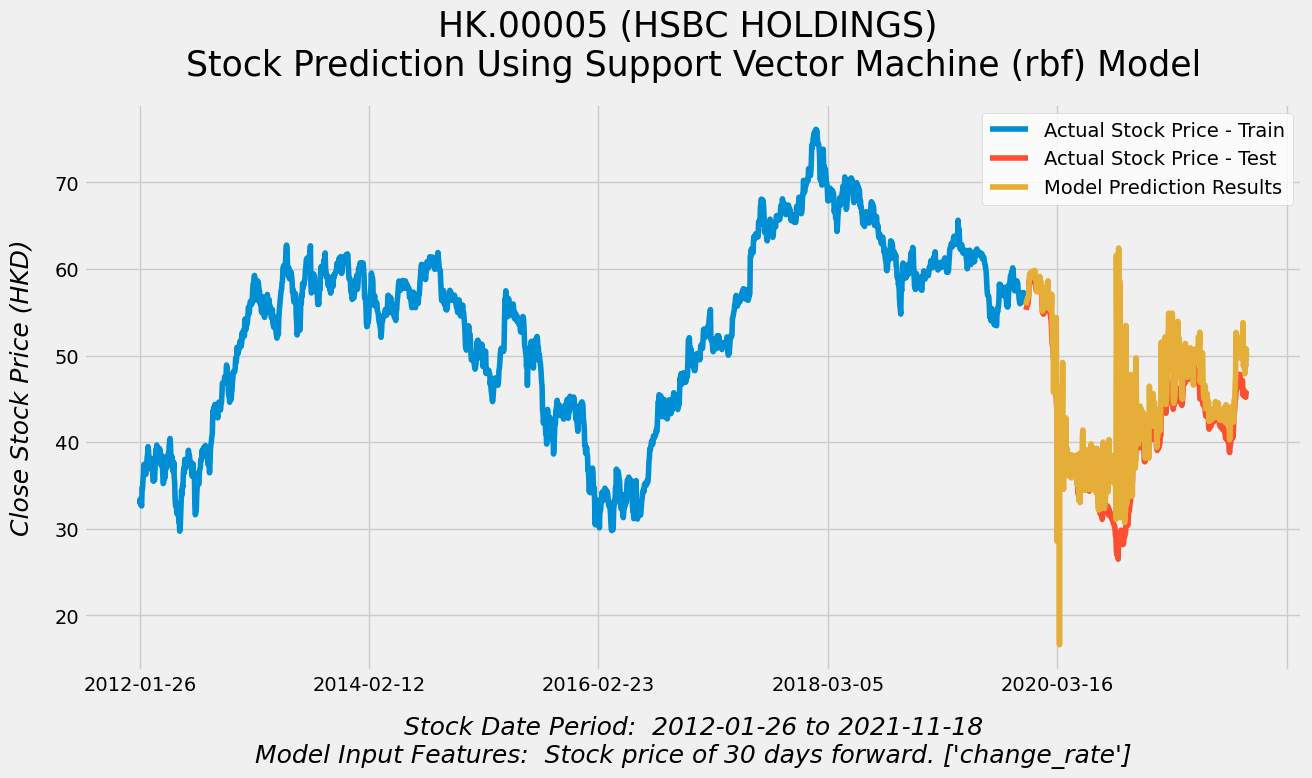 HK.00005 (HSBC HOLDINGS)
Stock Prediction Using Support Vector Machine (rbf) Model
Actual Stock Price - Train
Actual Stock Price - Test
Model Prediction Results
Close Stock Price (HKD)
70
60
50
40
30
20
2012-01-26
2014-02-12
2016-02-23
2018-03-05
2020-03-16
Stock Date Period:  2012-01-26 to 2021-11-18
Model Input Features:  Stock price of 30 days forward. ['change_rate']